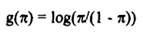 g(π) = log(π/(1 - π))